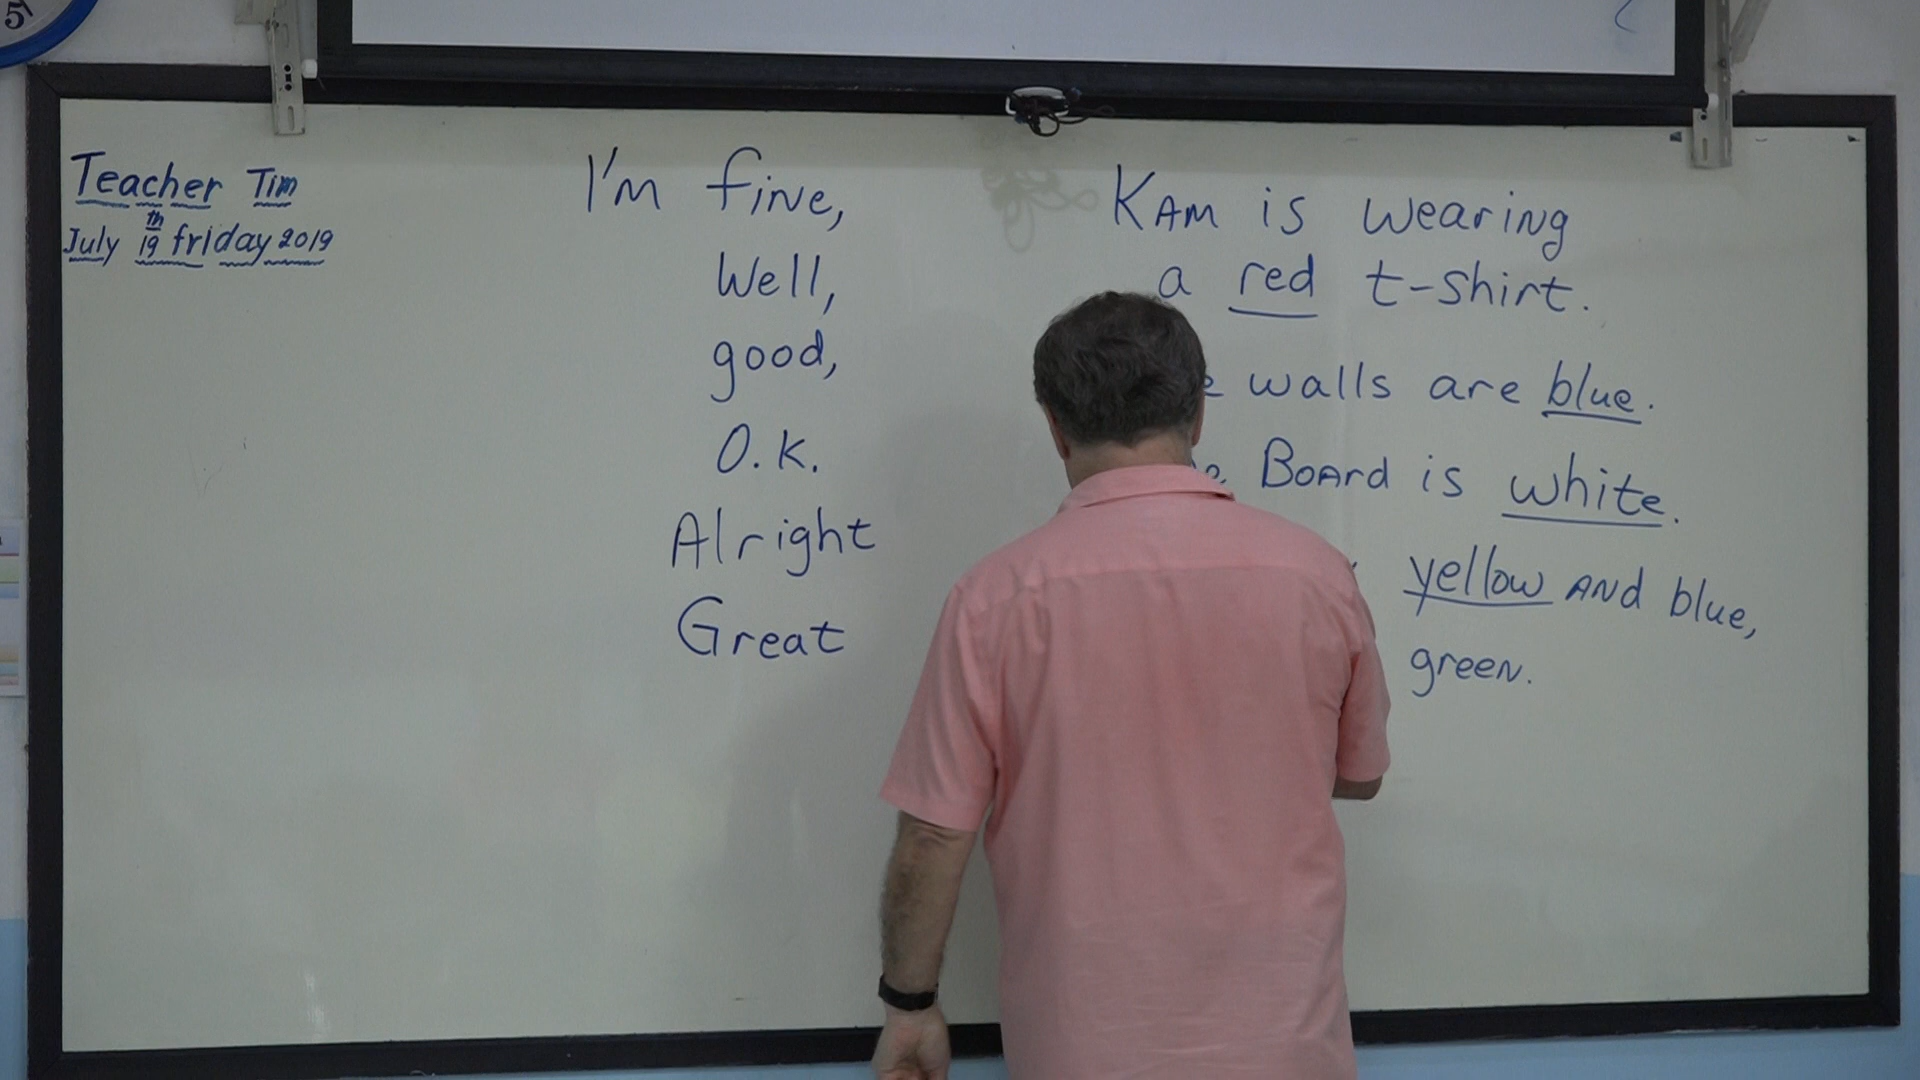 5
Teacher Tim
July 19th friday 2019
I'm fine,
Well,
good,
O.K.
Alright
Great
KAM is wearing
a red t-shirt.
walls are blue.
BoArd is white.
yellow AND blue,
green.